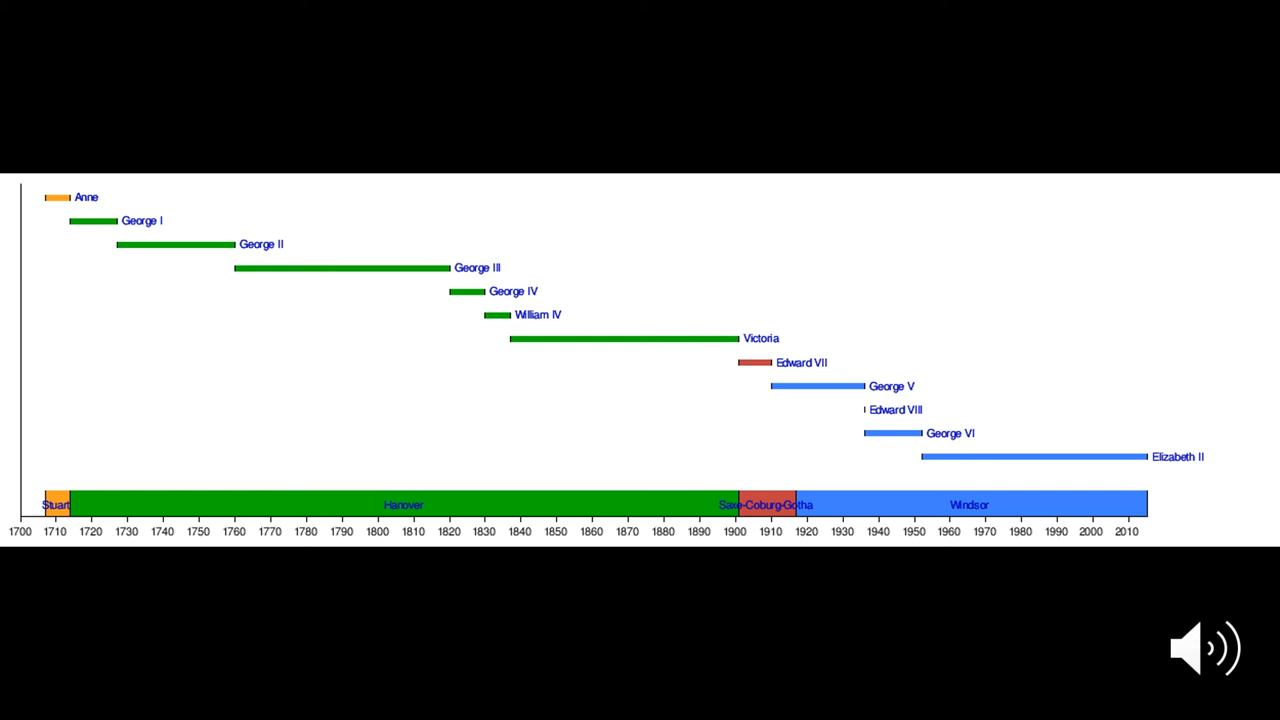 Anne
George I
George II
George III
George IV
William IV
Victoria
Edward VII
George V
Edward VIII
George VI
Elizabeth II
Stuart Hanover Saxe-Coburg-Gotha Windsor
1700 1710 1720 1730 1740 1750 1760 1770 1780 1790 1800 1810 1820 1830 1840 1850 1860 1870 1880 1890 1900 1910 1920 1930 1940 1950 1960 1970 1980 1990 2000 2010